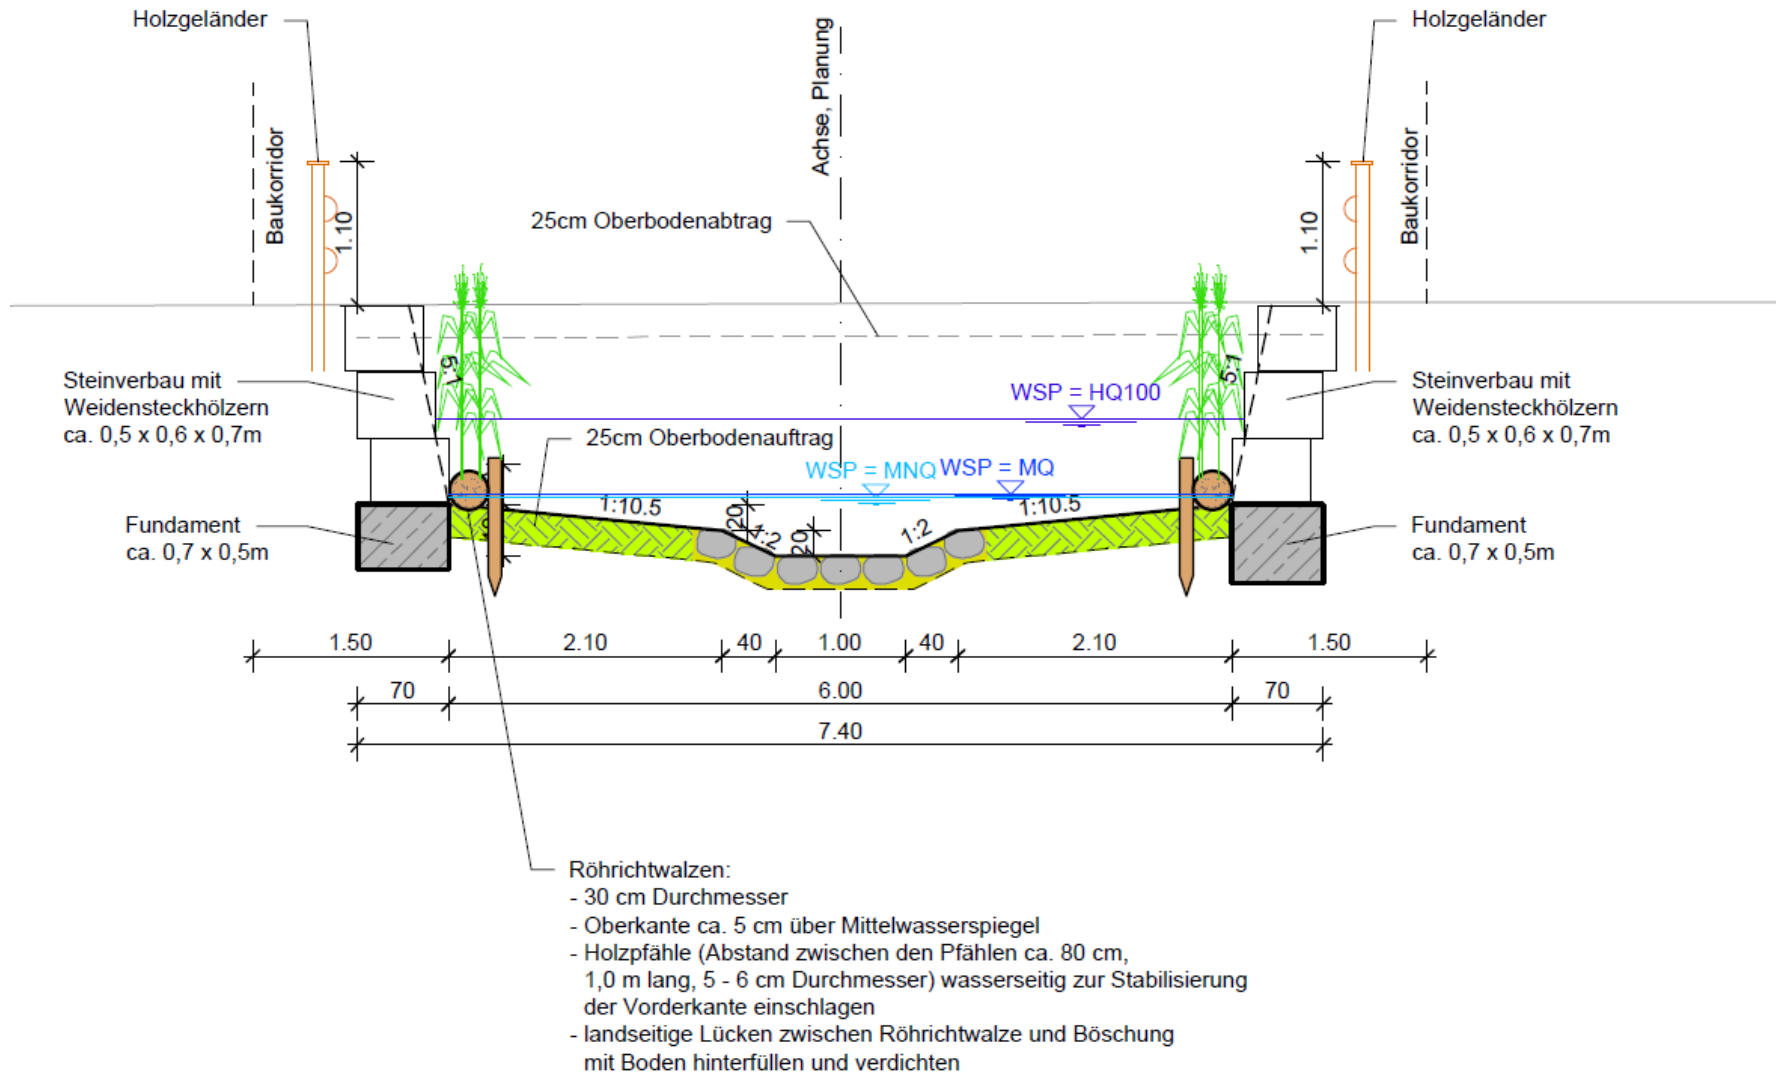 Holzgeländer
Holzgeländer
Achse, Planung
Baukorridor
Baukorridor
1.10
1.10
25cm Oberbodenabtrag
5:1
5:1
Steinverbau mit
Weidensteckhölzern
ca. 0,5 x 0,6 x 0,7m
WSP = HQ100
Steinverbau mit
Weidensteckhölzern
ca. 0,5 x 0,6 x 0,7m
25cm Oberbodenauftrag
WSP = MNQ
WSP = MQ
1:10.5
20
1:2
20
1:2
1:10.5
Fundament
ca. 0,7 x 0,5m
Fundament
ca. 0,7 x 0,5m
1.50
2.10
40
1.00
40
2.10
1.50
70
6.00
70
7.40
Röhrichtwalzen:
- 30 cm Durchmesser
- Oberkante ca. 5 cm über Mittelwasserspiegel
- Holzpfähle (Abstand zwischen den Pfählen ca. 80 cm,
1,0 m lang, 5 - 6 cm Durchmesser) wasserseitig zur Stabilisierung
der Vorderkante einschlagen
- landseitige Lücken zwischen Röhrichtwalze und Böschung
mit Boden hinterfüllen und verdichten